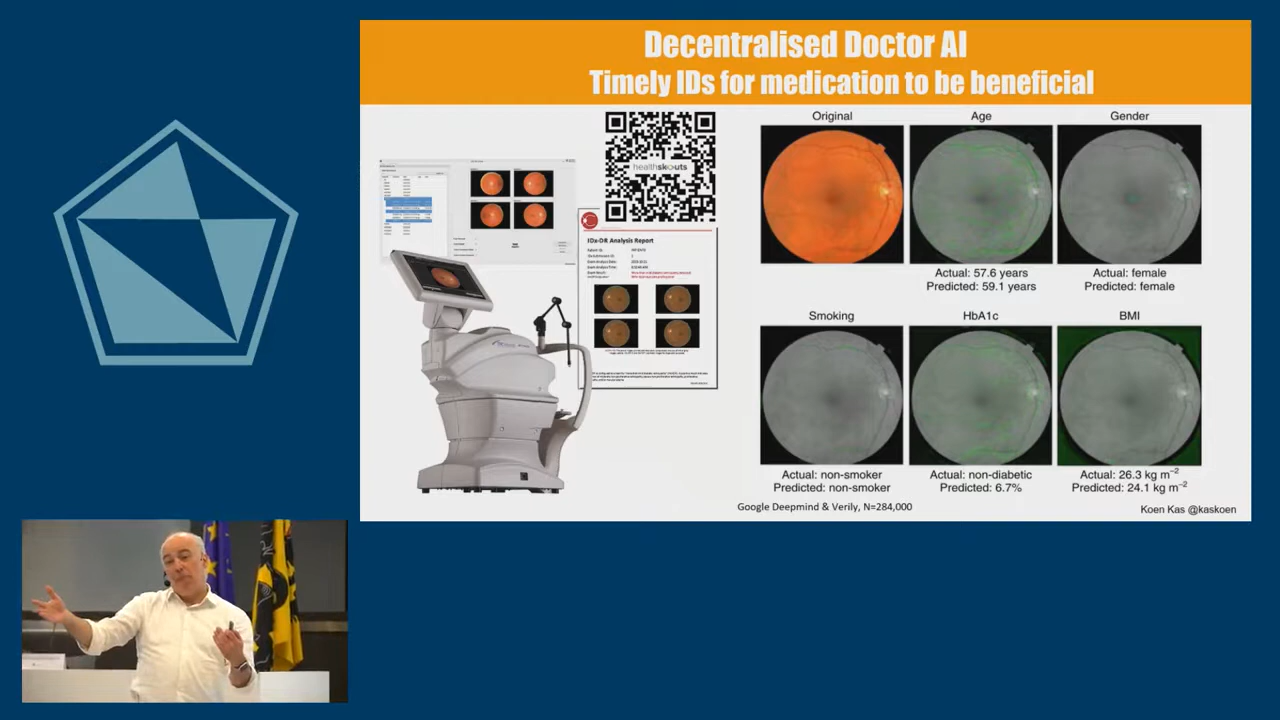 Decentralised Doctor AI
Timely IDs for medication to be beneficial
healthskouts
IDx-DR Analysis Report
Original
Age
Actual: 57.6 years
Predicted: 59.1 years
Gender
Actual: female
Predicted: female
Smoking
Actual: non-smoker
Predicted: non-smoker
HbA1c
Actual: non-diabetic
Predicted: 6.7%
BMI
Actual: 26.3 kg m⁻²
Predicted: 24.1 kg m⁻²
Google Deepmind & Verily, N=284,000
Koen Kas @kaskoen